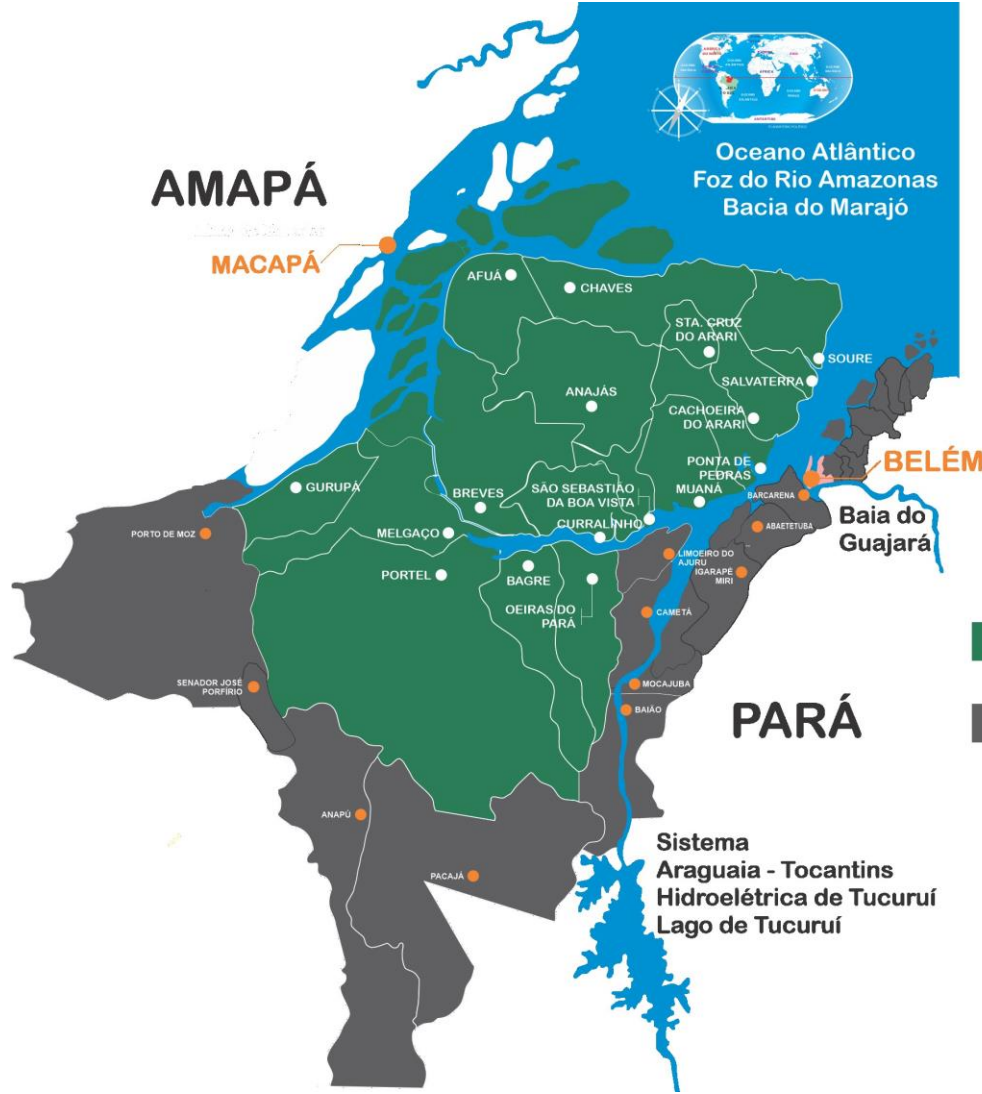 Oceano Atlântico
Foz do Rio Amazonas
Bacia do Marajó
AMAPÁ
MACAPÁ
AFUÁ
CHAVES
STA. CRUZ
DO ARARI
SOURE
SALVATERRA
ANAJÁS
CACHOEIRA
DO ARARI
PONTA DE
PEDRAS
BELÉM
GURUPÁ
BREVES
SÃO SEBASTIÃO
DA BOA VISTA
MUANÁ
BARCARENA
CURRALINHO
MELGAÇO
PORTO DE MOZ
ABAETETUBA
Baia do
Guajará
LIMOEIRO DO
AJURU
IGARAPÉ
MIRI
PORTEL
BAGRE
OEIRAS DO
PARÁ
CAMETÁ
SENADOR JOSÉ
PORFÍRIO
MOCAJUBA
BAIÃO
PARÁ
ANAPÚ
PACAJÁ
Sistema
Araguaia - Tocantins
Hidroelétrica de Tucuruí
Lago de Tucuruí